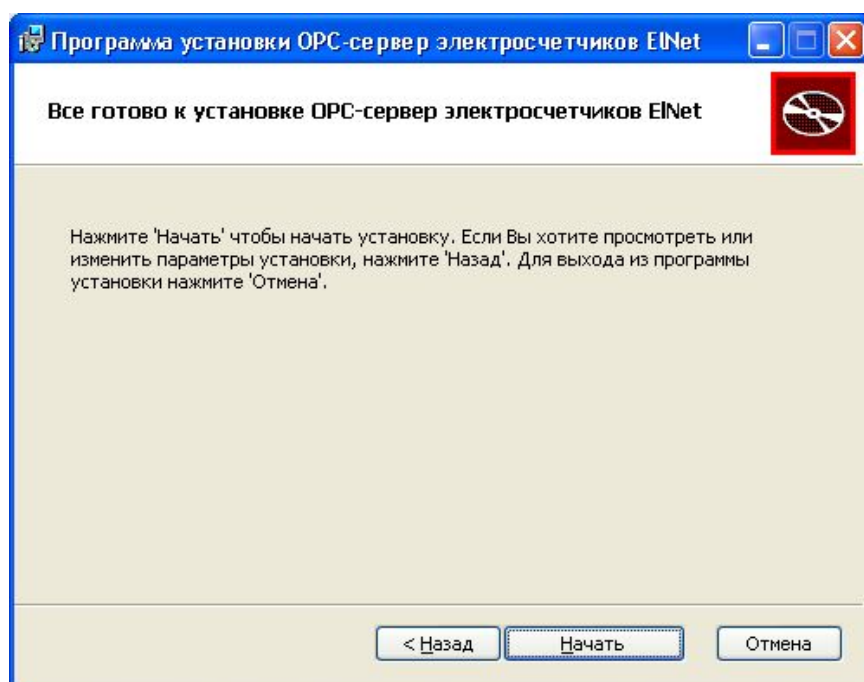 Программа установки OPC-сервер электросчетчиков ElNet
Все готово к установке OPC-сервер электросчетчиков ElNet
Нажмите 'Начать' чтобы начать установку. Если Вы хотите просмотреть или
изменить параметры установки, нажмите 'Назад'. Для выхода из программы
установки нажмите 'Отмена'.
< Назад
Начать
Отмена